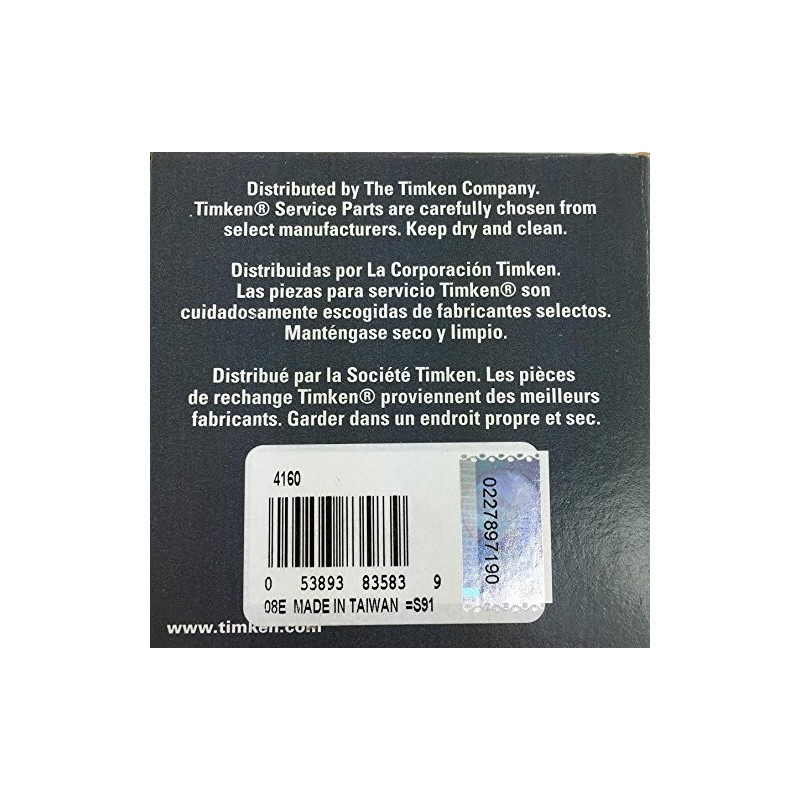 Distributed by The Timken Company.
Timken® Service Parts are carefully chosen from
select manufacturers. Keep dry and clean.
Distribuidas por La Corporación Timken.
Las piezas para servicio Timken® son
cuidadosamente escogidas de fabricantes selectos.
Manténgase seco y limpio.
Distribué par la Société Timken. Les pièces
de rechange Timken® proviennent des meilleurs
fabricants. Garder dans un endroit propre et sec.
4160
0 53893 83583 9
08E MADE IN TAIWAN =S91
0227897190
www.timken.com